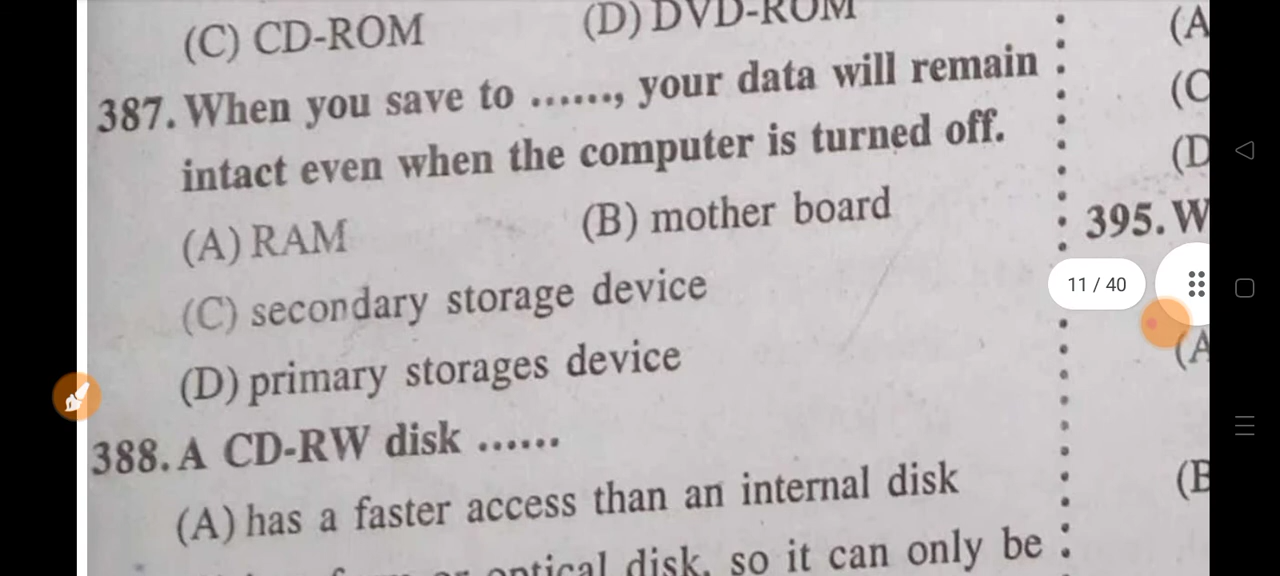 (C) CD-ROM (D) DVD-ROM
387. When you save to ......, your data will remain
intact even when the computer is turned off.
(A) RAM (B) mother board
(C) secondary storage device
(D) primary storages device
388. A CD-RW disk ......
(A) has a faster access than an internal disk
optical disk, so it can only be
(A
(C
(D
395. W
11 / 40
(A
(B